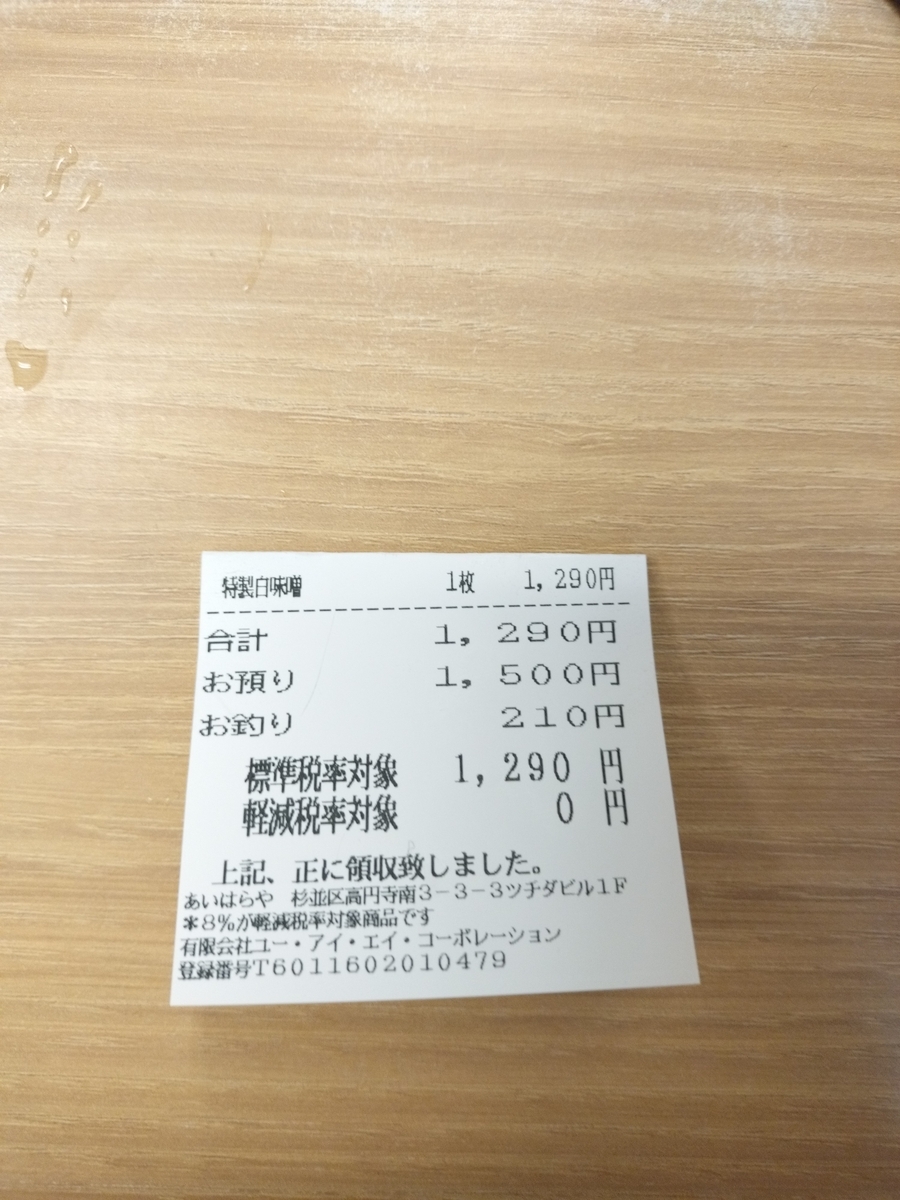 特製白味噌 1枚 1,290円
合計 1,290円
お預り 1,500円
お釣り 210円
標準税率対象 1,290 円
軽減税率対象 0 円
上記、正に領収致しました。
あいはらや 杉並区高円寺南3-3-3ツチダビル1F
*8%が軽減税率対象商品です
有限会社ユー・アイ・エイ・コーポレーション
登録番号T6011602010479